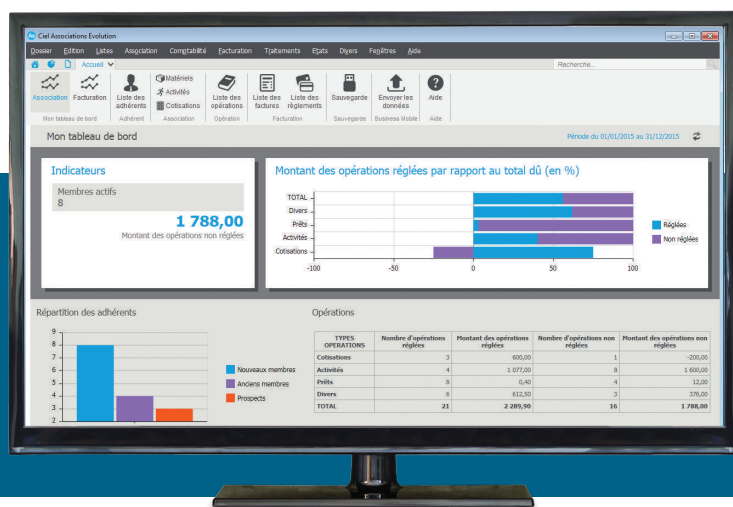 Ciel Associations Evolution
Dossier Edition Listes Association Comptabilité Facturation Traitements Etats Divers Fenêtres Aide
Accueil
Recherche...
Association Facturation Liste des adhérents Matériels Activités Cotisations Liste des opérations Liste des factures Liste des règlements Sauvegarde Envoyer les données Aide
Mon tableau de bord Adhérent Association Opération Facturation Sauvegarde Business Mobile Aide
Mon tableau de bord
Période du 01/01/2015 au 31/12/2015
Indicateurs
Membres actifs
8
1 788,00
Montant des opérations non réglées
Montant des opérations réglées par rapport au total dû (en %)
TOTAL
Divers
Prêts
Activités
Cotisations
-100 -50 0 50 100
Réglées
Non réglées
Répartition des adhérents
9
8
7
6
5
4
3
2
Nouveaux membres
Anciens membres
Prospects
Opérations
TYPES OPERATIONS Nombre d'opérations réglées Montant des opérations réglées Nombre d'opérations non réglées Montant des opérations non réglées
Cotisations 3 600,00 1 -200,00
Activités 4 1 077,00 8 1 600,00
Prêts 8 0,40 4 12,00
Divers 6 612,50 3 376,00
TOTAL 21 2 289,90 16 1 788,00